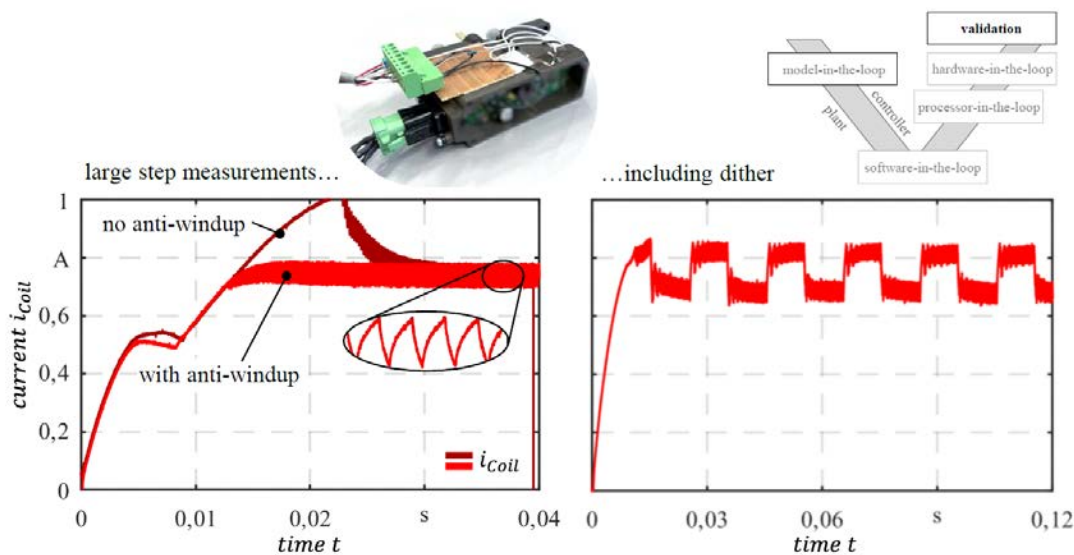 validation
model-in-the-loop
hardware-in-the-loop
controller
plant
processor-in-the-loop
software-in-the-loop
large step measurements…
…including dither
1
no anti-windup
A
0,6
with anti-windup
0,4
0,2
0
current i_Coil
i_Coil
0 0,01 0,02 s 0,04
time t
0 0,03 0,06 s 0,12
time t